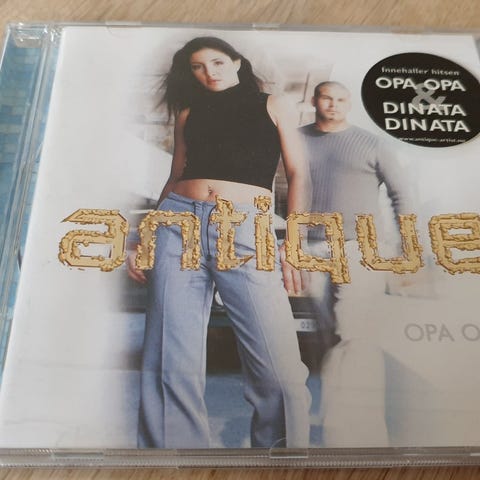 Innehåller hitsen
OPA OPA
&
DINATA
DINATA
www.antique-artist.nu
antique
OPA O